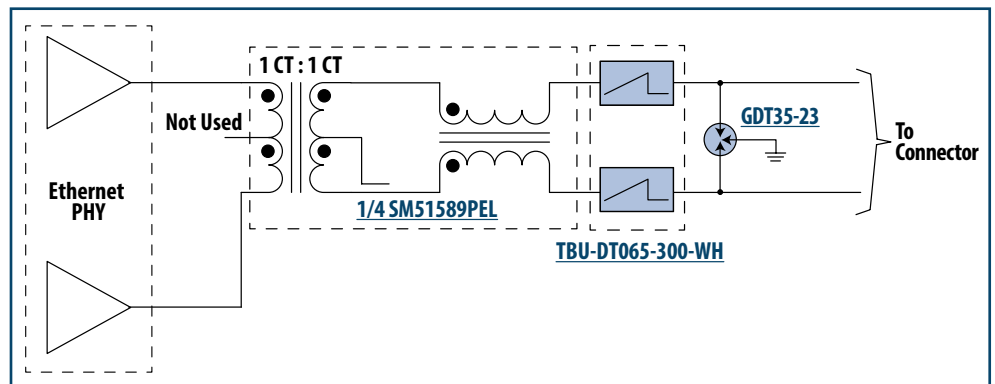 1 CT : 1 CT
Not Used
Ethernet
PHY
1/4 SM51589PEL
TBU-DT065-300-WH
GDT35-23
To
Connector